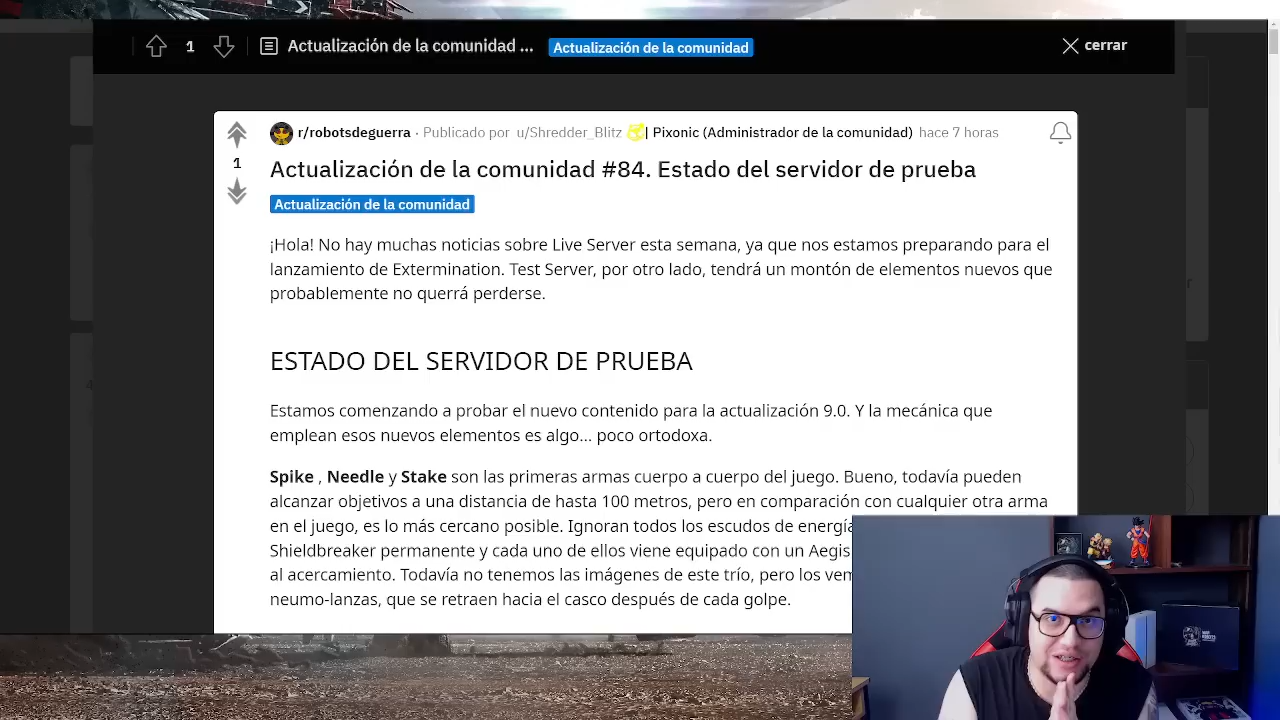 1
Actualización de la comunidad ...
Actualización de la comunidad
cerrar
r/robotsdeguerra · Publicado por u/Shredder_Blitz | Pixonic (Administrador de la comunidad) hace 7 horas
1
Actualización de la comunidad #84. Estado del servidor de prueba
Actualización de la comunidad
¡Hola! No hay muchas noticias sobre Live Server esta semana, ya que nos estamos preparando para el
lanzamiento de Extermination. Test Server, por otro lado, tendrá un montón de elementos nuevos que
probablemente no querrá perderse.
ESTADO DEL SERVIDOR DE PRUEBA
Estamos comenzando a probar el nuevo contenido para la actualización 9.0. Y la mecánica que
emplean esos nuevos elementos es algo... poco ortodoxa.
Spike , Needle y Stake son las primeras armas cuerpo a cuerpo del juego. Bueno, todavía pueden
alcanzar objetivos a una distancia de hasta 100 metros, pero en comparación con cualquier otra arma
en el juego, es lo más cercano posible. Ignoran todos los escudos de energía
Shieldbreaker permanente y cada uno de ellos viene equipado con un Aegis
al acercamiento. Todavía no tenemos las imágenes de este trío, pero los
neumo-lanzas, que se retraen hacia el casco después de cada golpe.